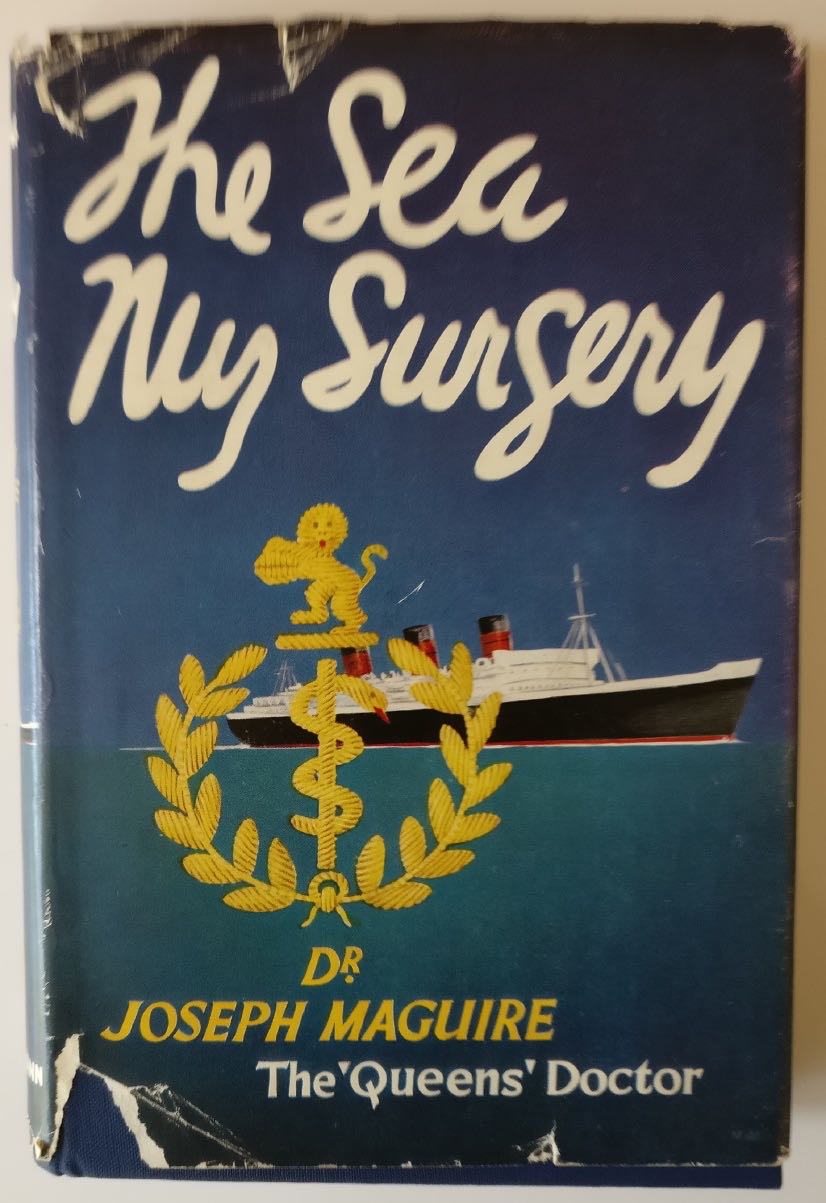 The Sea
My Surgery
DR.
JOSEPH MAGUIRE
The 'Queens' Doctor